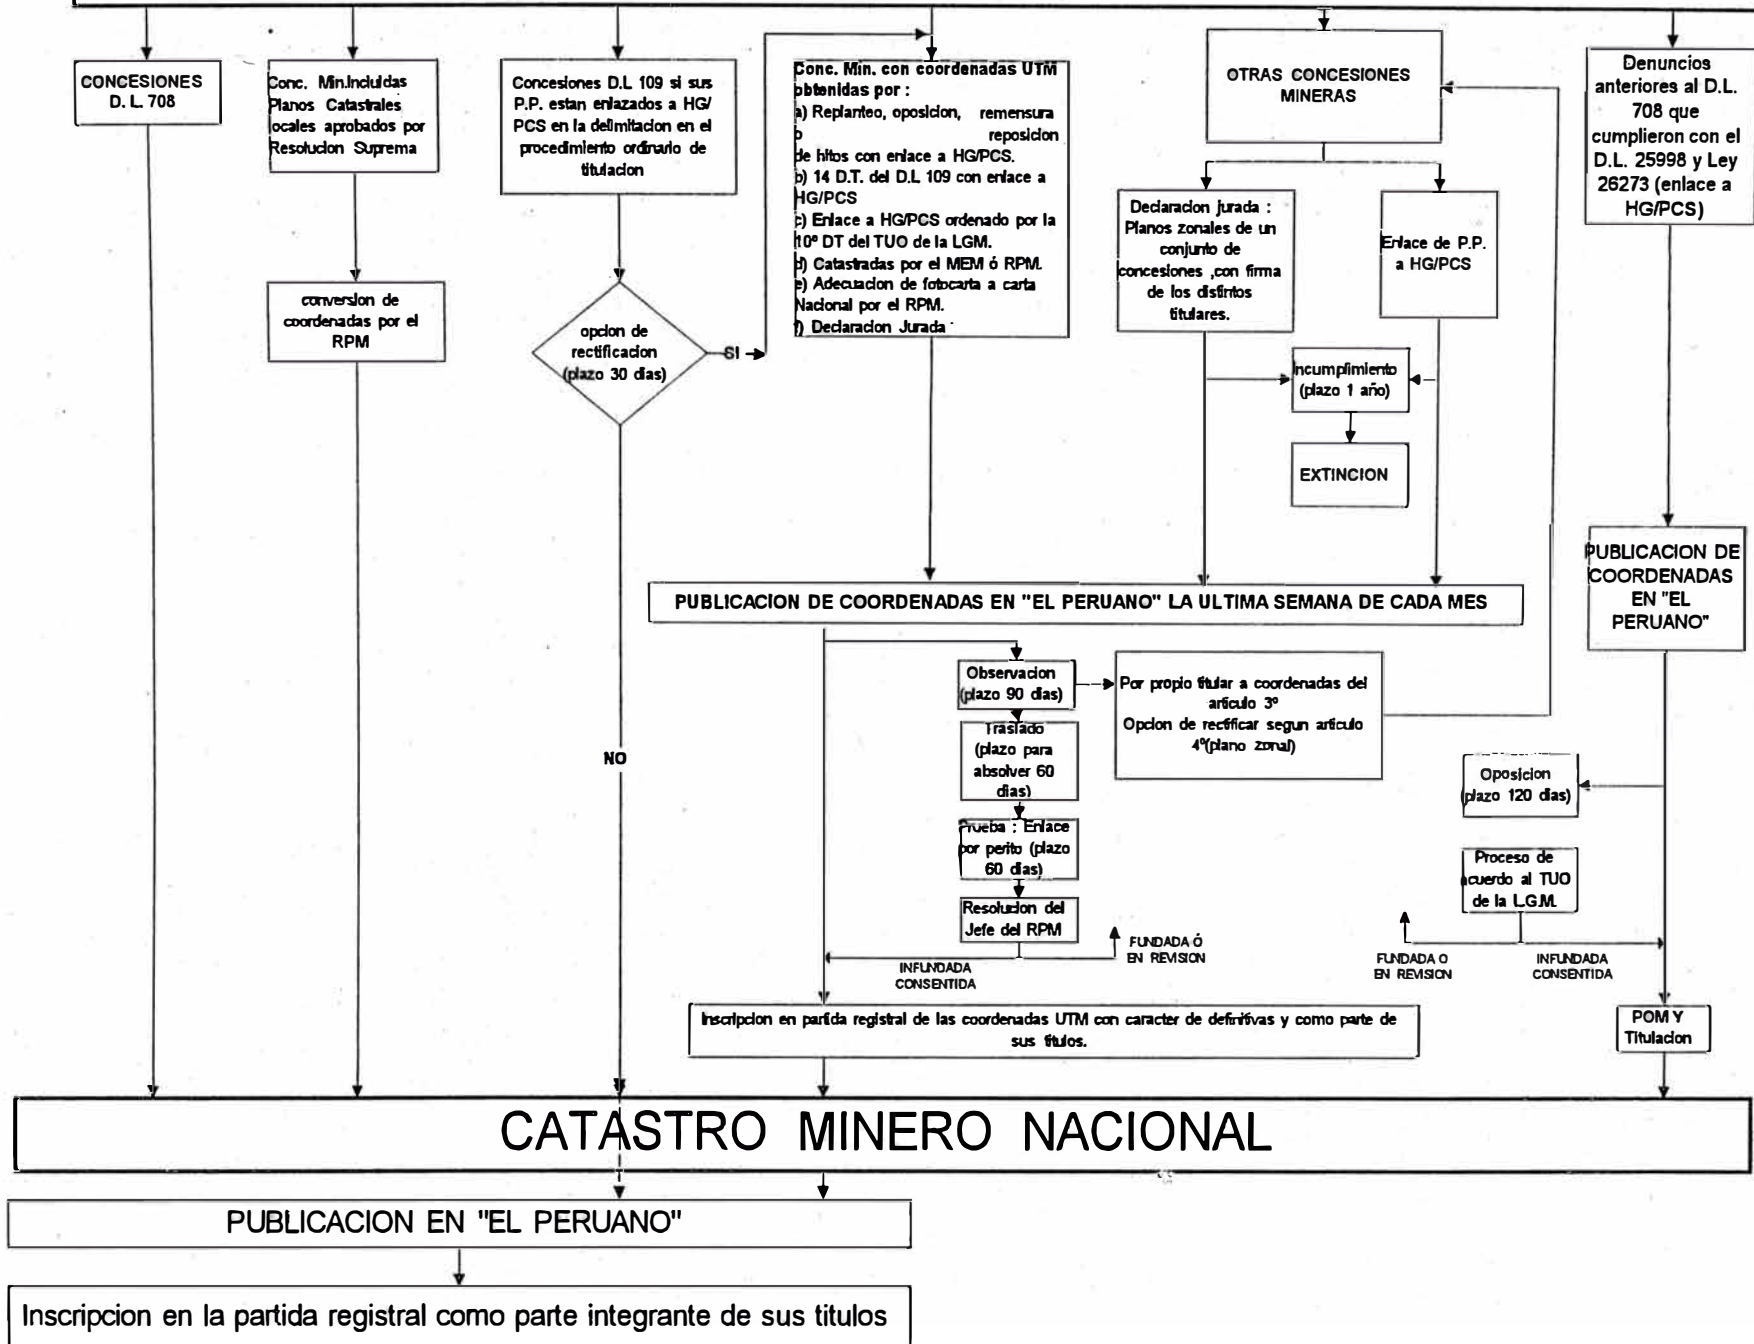 CONCESIONES
D. L. 708
Conc. Min.Incluidas
Planos Catastrales
locales aprobados por
Resolucion Suprema
conversion de
coordenadas por el
RPM
Concesiones D.L 109 si sus
P.P. estan enlazados a HG/
PCS en la delimitacion en el
procedimiento ordinario de
titulacion
opcion de
rectificacion
(plazo 30 dias)
SI
NO
Conc. Min. con coordenadas UTM
obtenidas por :
a) Replanteo, oposicion, remensura
o reposicion
de hitos con enlace a HG/PCS.
b) 14 D.T. del D.L 109 con enlace a
HG/PCS
c) Enlace a HG/PCS ordenado por la
10º DT del TUO de la LGM.
d) Catastradas por el MEM ó RPM.
e) Adecuacion de fotocarta a carta
Nacional por el RPM.
f) Declaracion Jurada
OTRAS CONCESIONES
MINERAS
Declaracion jurada :
Planos zonales de un
conjunto de
concesiones ,con firma
de los distintos
titulares.
Enlace de P.P.
a HG/PCS
Incumplimiento
(plazo 1 año)
EXTINCION
Denuncios
anteriores al D.L.
708 que
cumplieron con el
D.L. 25998 y Ley
26273 (enlace a
HG/PCS)
PUBLICACION DE
COORDENADAS
EN "EL
PERUANO"
PUBLICACION DE COORDENADAS EN "EL PERUANO" LA ULTIMA SEMANA DE CADA MES
Observacion
(plazo 90 dias)
Por propio titular a coordenadas del
articulo 3º
Opcion de rectificar segun articulo
4º(plano zonal)
Traslado
(plazo para
absolver 60
dias)
Prueba : Enlace
por perito (plazo
60 dias)
Resolucion del
Jefe del RPM
FUNDADA Ó
EN REVISION
INFUNDADA
CONSENTIDA
Oposicion
(plazo 120 dias)
Proceso de
acuerdo al TUO
de la L.G.M.
FUNDADA O
EN REVISION
INFUNDADA
CONSENTIDA
Inscripcion en partida registral de las coordenadas UTM con caracter de definitivas y como parte de
sus titulos.
POM Y
Titulacion
CATASTRO MINERO NACIONAL
PUBLICACION EN "EL PERUANO"
Inscripcion en la partida registral como parte integrante de sus titulos